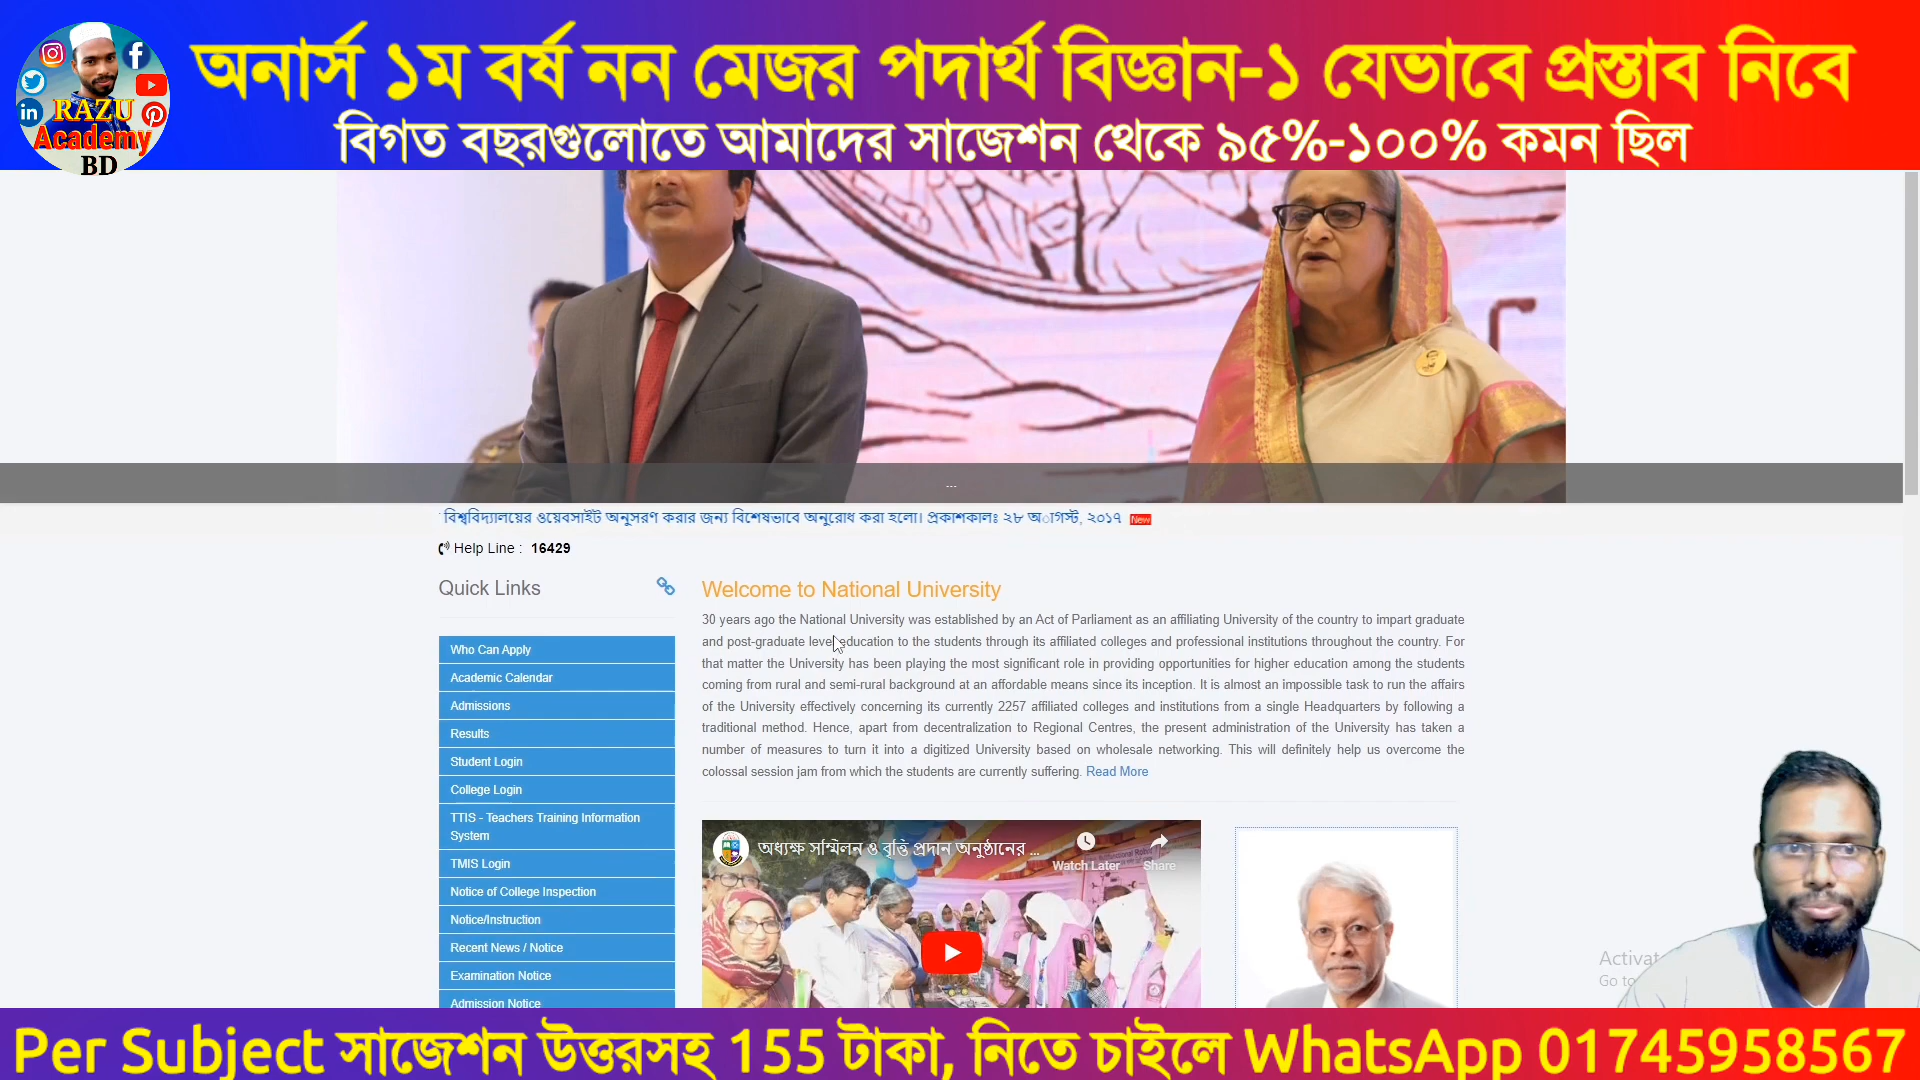 অনার্স ১ম বর্ষ নন মেজর পদার্থ বিজ্ঞান-১ যেভাবে প্রস্তাব নিবে
বিগত বছরগুলোতে আমাদের সাজেশন থেকে ৯৫%-১০০% কমন ছিল
RAZU
Academy
BD
...
বিশ্ববিদ্যালয়ের ওয়েবসাইট অনুসরণ করার জন্য বিশেষভাবে অনুরোধ করা হলো। প্রকাশকালঃ ২৮ অাগস্ট, ২০১৭ New
Help Line : 16429
Quick Links
Who Can Apply
Academic Calendar
Admissions
Results
Student Login
College Login
TTIS - Teachers Training Information
System
TMIS Login
Notice of College Inspection
Notice/Instruction
Recent News / Notice
Examination Notice
Admission Notice
Welcome to National University
30 years ago the National University was established by an Act of Parliament as an affiliating University of the country to impart graduate
and post-graduate level education to the students through its affiliated colleges and professional institutions throughout the country. For
that matter the University has been playing the most significant role in providing opportunities for higher education among the students
coming from rural and semi-rural background at an affordable means since its inception. It is almost an impossible task to run the affairs
of the University effectively concerning its currently 2257 affiliated colleges and institutions from a single Headquarters by following a
traditional method. Hence, apart from decentralization to Regional Centres, the present administration of the University has taken a
number of measures to turn it into a digitized University based on wholesale networking. This will definitely help us overcome the
colossal session jam from which the students are currently suffering. Read More
অধ্যক্ষ সম্মিলন ও বৃত্তি প্রদান অনুষ্ঠানের ...
Watch Later
Share
Activat
Go to
Per Subject সাজেশন উত্তরসহ 155 টাকা, নিতে চাইলে WhatsApp 01745958567